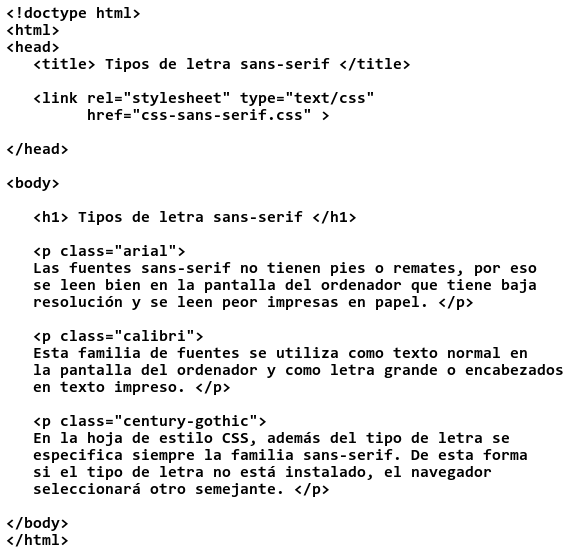 <!doctype html>
<html>
<head>
   <title> Tipos de letra sans-serif </title>

   <link rel="stylesheet" type="text/css"
         href="css-sans-serif.css" >

</head>

<body>

   <h1> Tipos de letra sans-serif </h1>

   <p class="arial">
   Las fuentes sans-serif no tienen pies o remates, por eso
   se leen bien en la pantalla del ordenador que tiene baja
   resolución y se leen peor impresas en papel. </p>

   <p class="calibri">
   Esta familia de fuentes se utiliza como texto normal en
   la pantalla del ordenador y como letra grande o encabezados
   en texto impreso. </p>

   <p class="century-gothic">
   En la hoja de estilo CSS, además del tipo de letra se
   especifica siempre la familia sans-serif. De esta forma
   si el tipo de letra no está instalado, el navegador
   seleccionará otro semejante. </p>

</body>
</html>